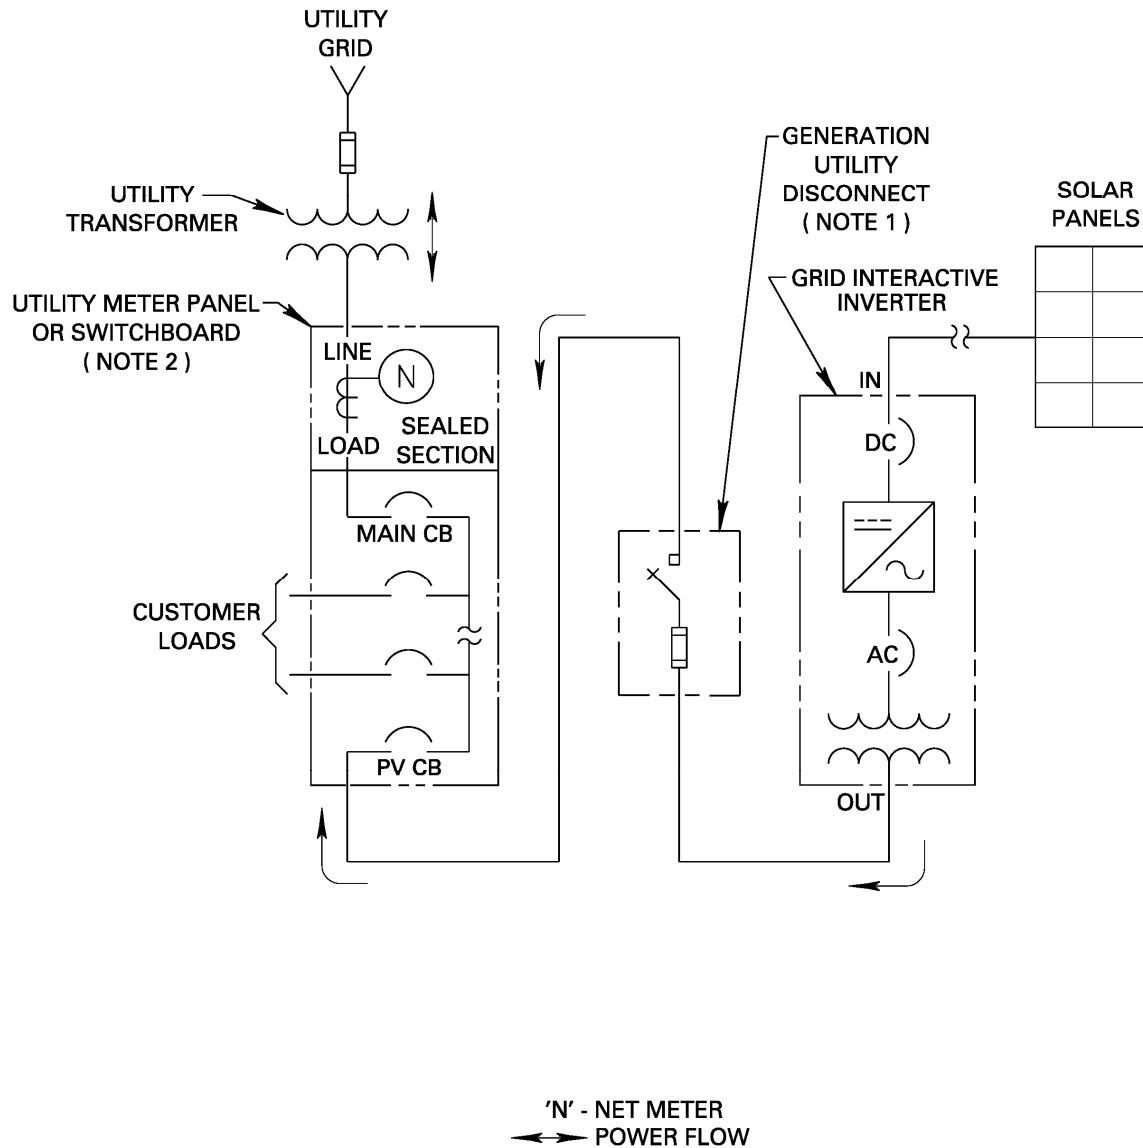 UTILITY
GRID
GENERATION
UTILITY
DISCONNECT
( NOTE 1 )
SOLAR
PANELS
UTILITY
TRANSFORMER
GRID INTERACTIVE
INVERTER
UTILITY METER PANEL
OR SWITCHBOARD
( NOTE 2 )
LINE
N
IN
LOAD
SEALED
SECTION
DC
MAIN CB
CUSTOMER
LOADS
AC
PV CB
OUT
'N' - NET METER
POWER FLOW